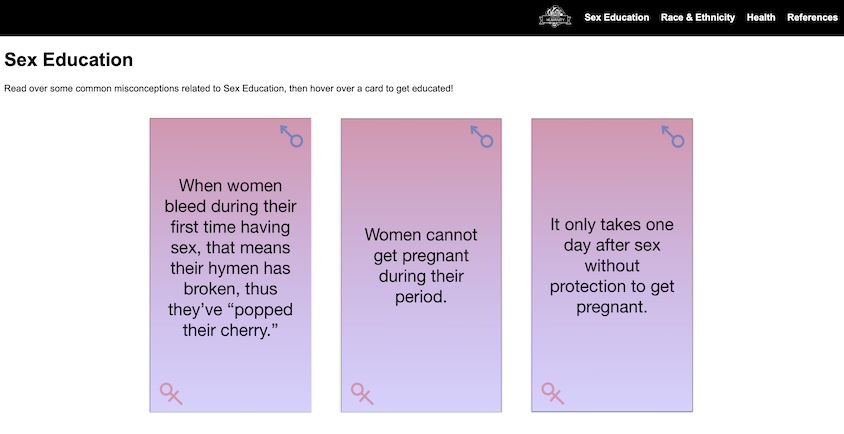 HUMANITY
Sex Education Race & Ethnicity Health References
Sex Education
Read over some common misconceptions related to Sex Education, then hover over a card to get educated!
When women
bleed during their
first time having
sex, that means
their hymen has
broken, thus
they’ve “popped
their cherry.”
Women cannot
get pregnant
during their
period.
It only takes one
day after sex
without
protection to get
pregnant.